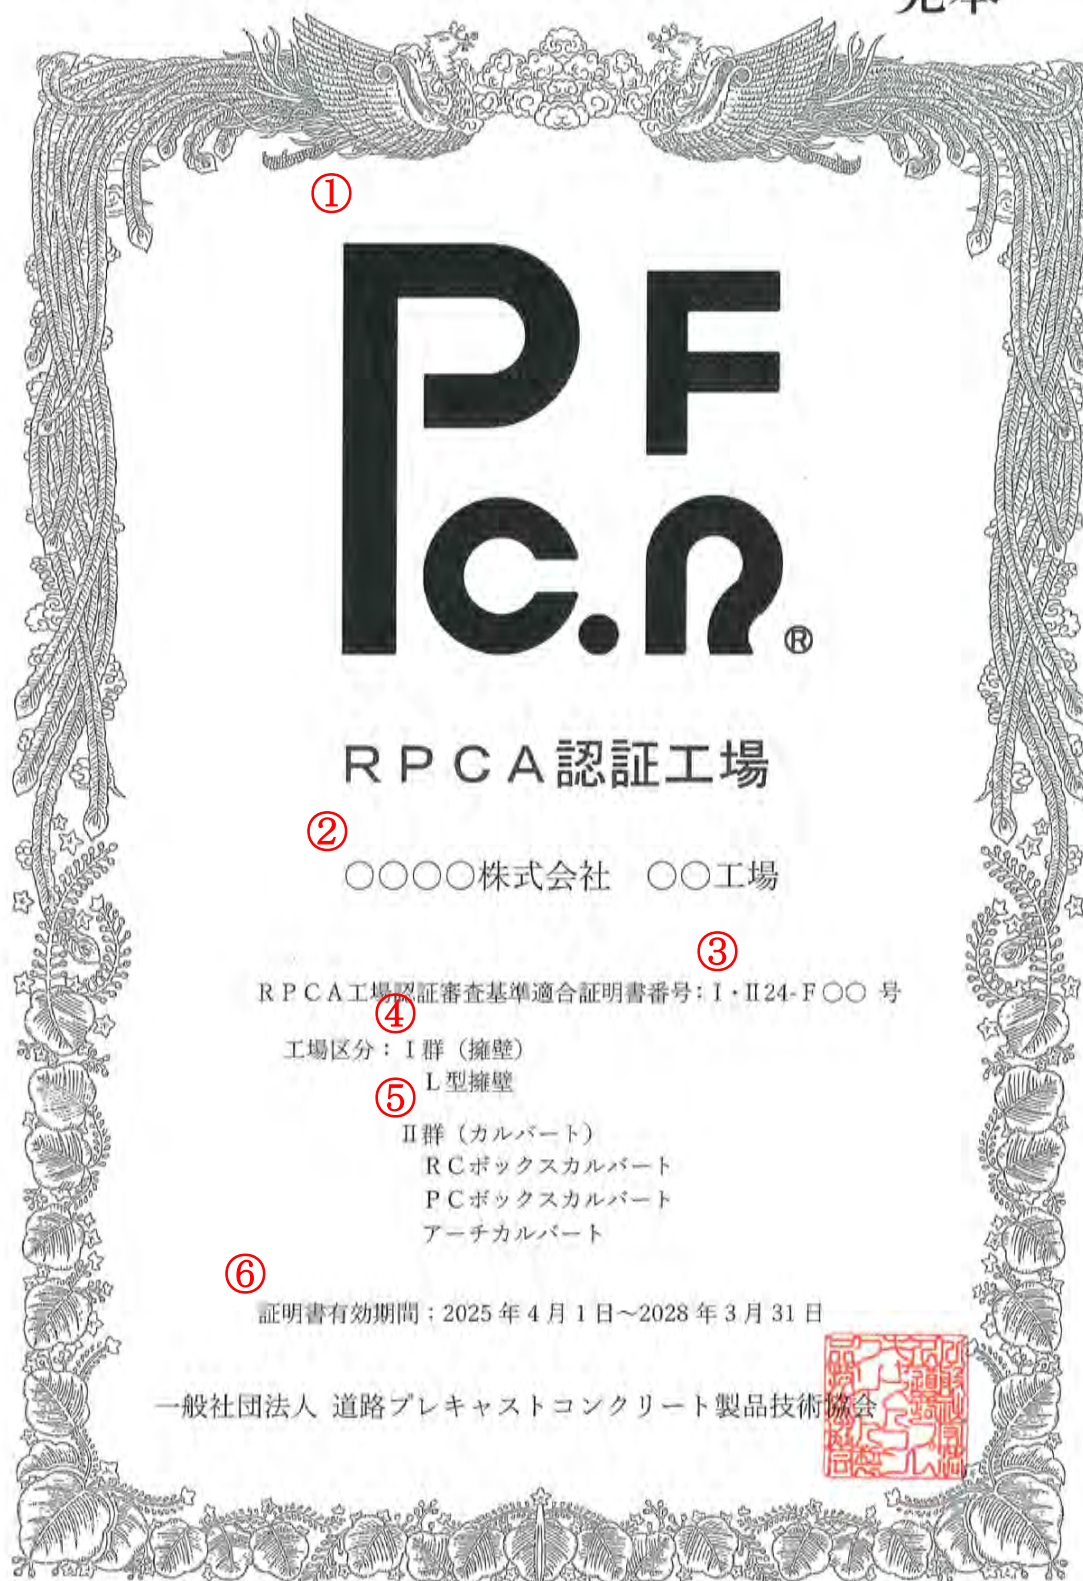 見本
①
P F
C.n ®
RPCA認証工場
②
○○○○株式会社 ○○工場
③
RPCA工場認証審査基準適合証明書番号：Ⅰ・Ⅱ24-F○○ 号
④
工場区分：Ⅰ群（擁壁）
L型擁壁
⑤
Ⅱ群（カルバート）
RCボックスカルバート
PCボックスカルバート
アーチカルバート
⑥
証明書有効期間：2025年4月1日～2028年3月31日
一般社団法人 道路プレキャストコンクリート製品技術協会